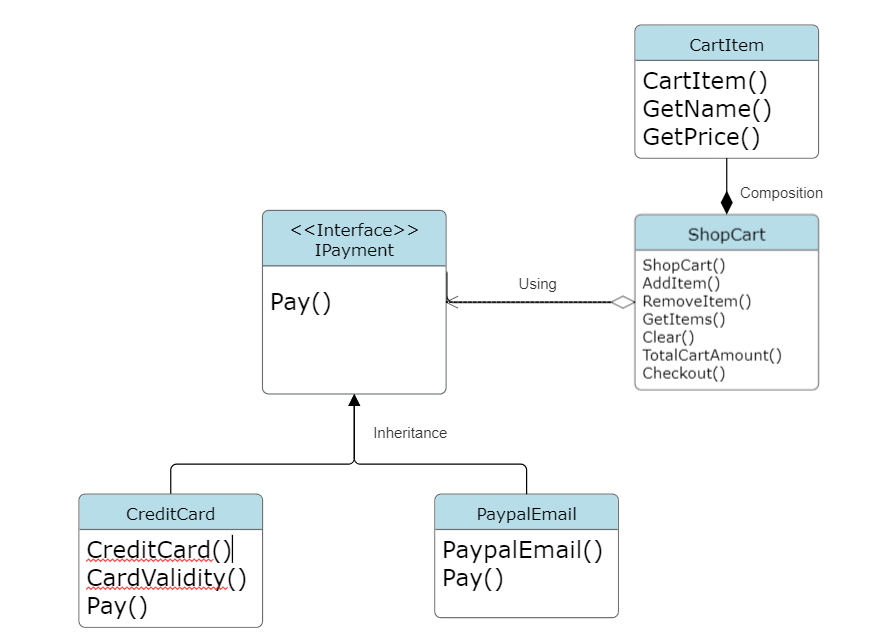 CartItem
CartItem()
GetName()
GetPrice()
Composition
<<Interface>>
IPayment
Pay()
Using
ShopCart
ShopCart()
AddItem()
RemoveItem()
GetItems()
Clear()
TotalCartAmount()
Checkout()
Inheritance
CreditCard
CreditCard()
CardValidity()
Pay()
PaypalEmail
PaypalEmail()
Pay()